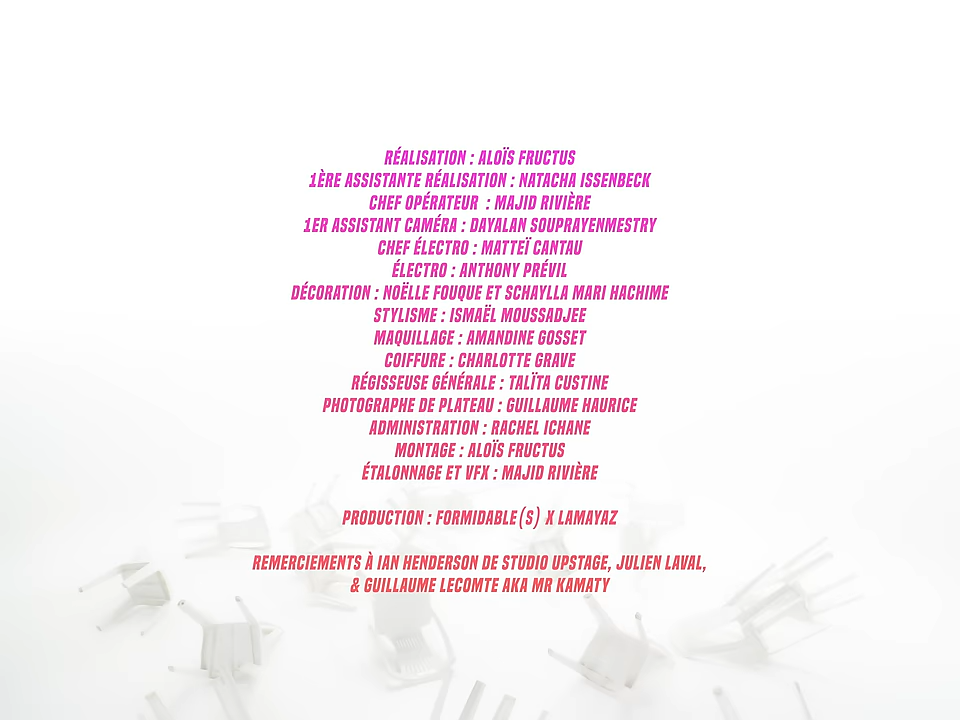 RÉALISATION : ALOÏS FRUCTUS
1ÈRE ASSISTANTE RÉALISATION : NATACHA ISSENBECK
CHEF OPÉRATEUR : MAJID RIVIÈRE
1ER ASSISTANT CAMÉRA : DAYALAN SOUPRAYENMESTRY
CHEF ÉLECTRO : MATTEÏ CANTAU
ÉLECTRO : ANTHONY PRÉVIL
DÉCORATION : NOËLLE FOUQUE ET SCHAYLLA MARI HACHIME
STYLISME : ISMAËL MOUSSADJEE
MAQUILLAGE : AMANDINE GOSSET
COIFFURE : CHARLOTTE GRAVE
RÉGISSEUSE GÉNÉRALE : TALÏTA CUSTINE
PHOTOGRAPHE DE PLATEAU : GUILLAUME HAURICE
ADMINISTRATION : RACHEL ICHANE
MONTAGE : ALOÏS FRUCTUS
ÉTALONNAGE ET VFX : MAJID RIVIÈRE
PRODUCTION : FORMIDABLE(S) X LAMAYAZ
REMERCIEMENTS À IAN HENDERSON DE STUDIO UPSTAGE, JULIEN LAVAL,
& GUILLAUME LECOMTE AKA MR KAMATY